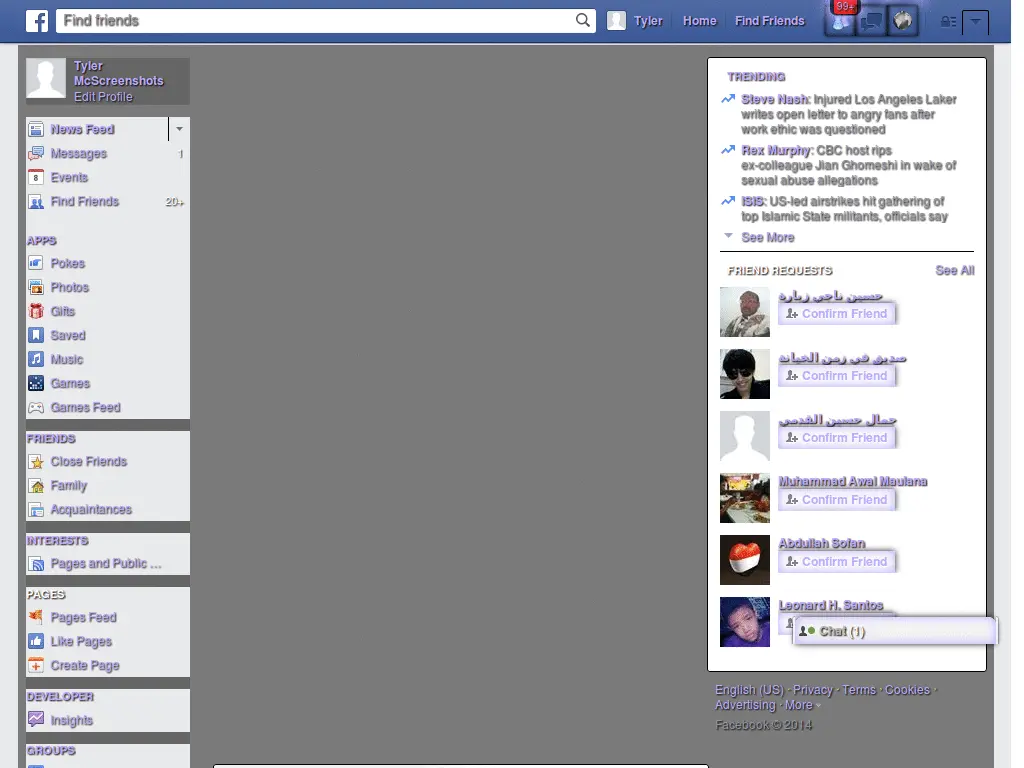 f Find friends Tyler Home Find Friends 99+
Tyler
McScreenshots
Edit Profile
News Feed
Messages 1
8 Events
Find Friends 20+
APPS
Pokes
Photos
Gifts
Saved
Music
Games
Games Feed
FRIENDS
Close Friends
Family
Acquaintances
INTERESTS
Pages and Public ...
PAGES
Pages Feed
Like Pages
Create Page
DEVELOPER
Insights
GROUPS
TRENDING
Steve Nash: Injured Los Angeles Laker
writes open letter to angry fans after
work ethic was questioned
Rex Murphy: CBC host rips
ex-colleague Jian Ghomeshi in wake of
sexual abuse allegations
ISIS: US-led airstrikes hit gathering of
top Islamic State militants, officials say
See More
FRIEND REQUESTS See All
حسين ناجي زياره
Confirm Friend
صديق في زمن الخيانه
Confirm Friend
جمال حسين القدمي
Confirm Friend
Muhammad Awal Maulana
Confirm Friend
Abdullah Sofan
Confirm Friend
Leonard H. Santos
Chat (1)
English (US) · Privacy · Terms · Cookies ·
Advertising · More
Facebook © 2014